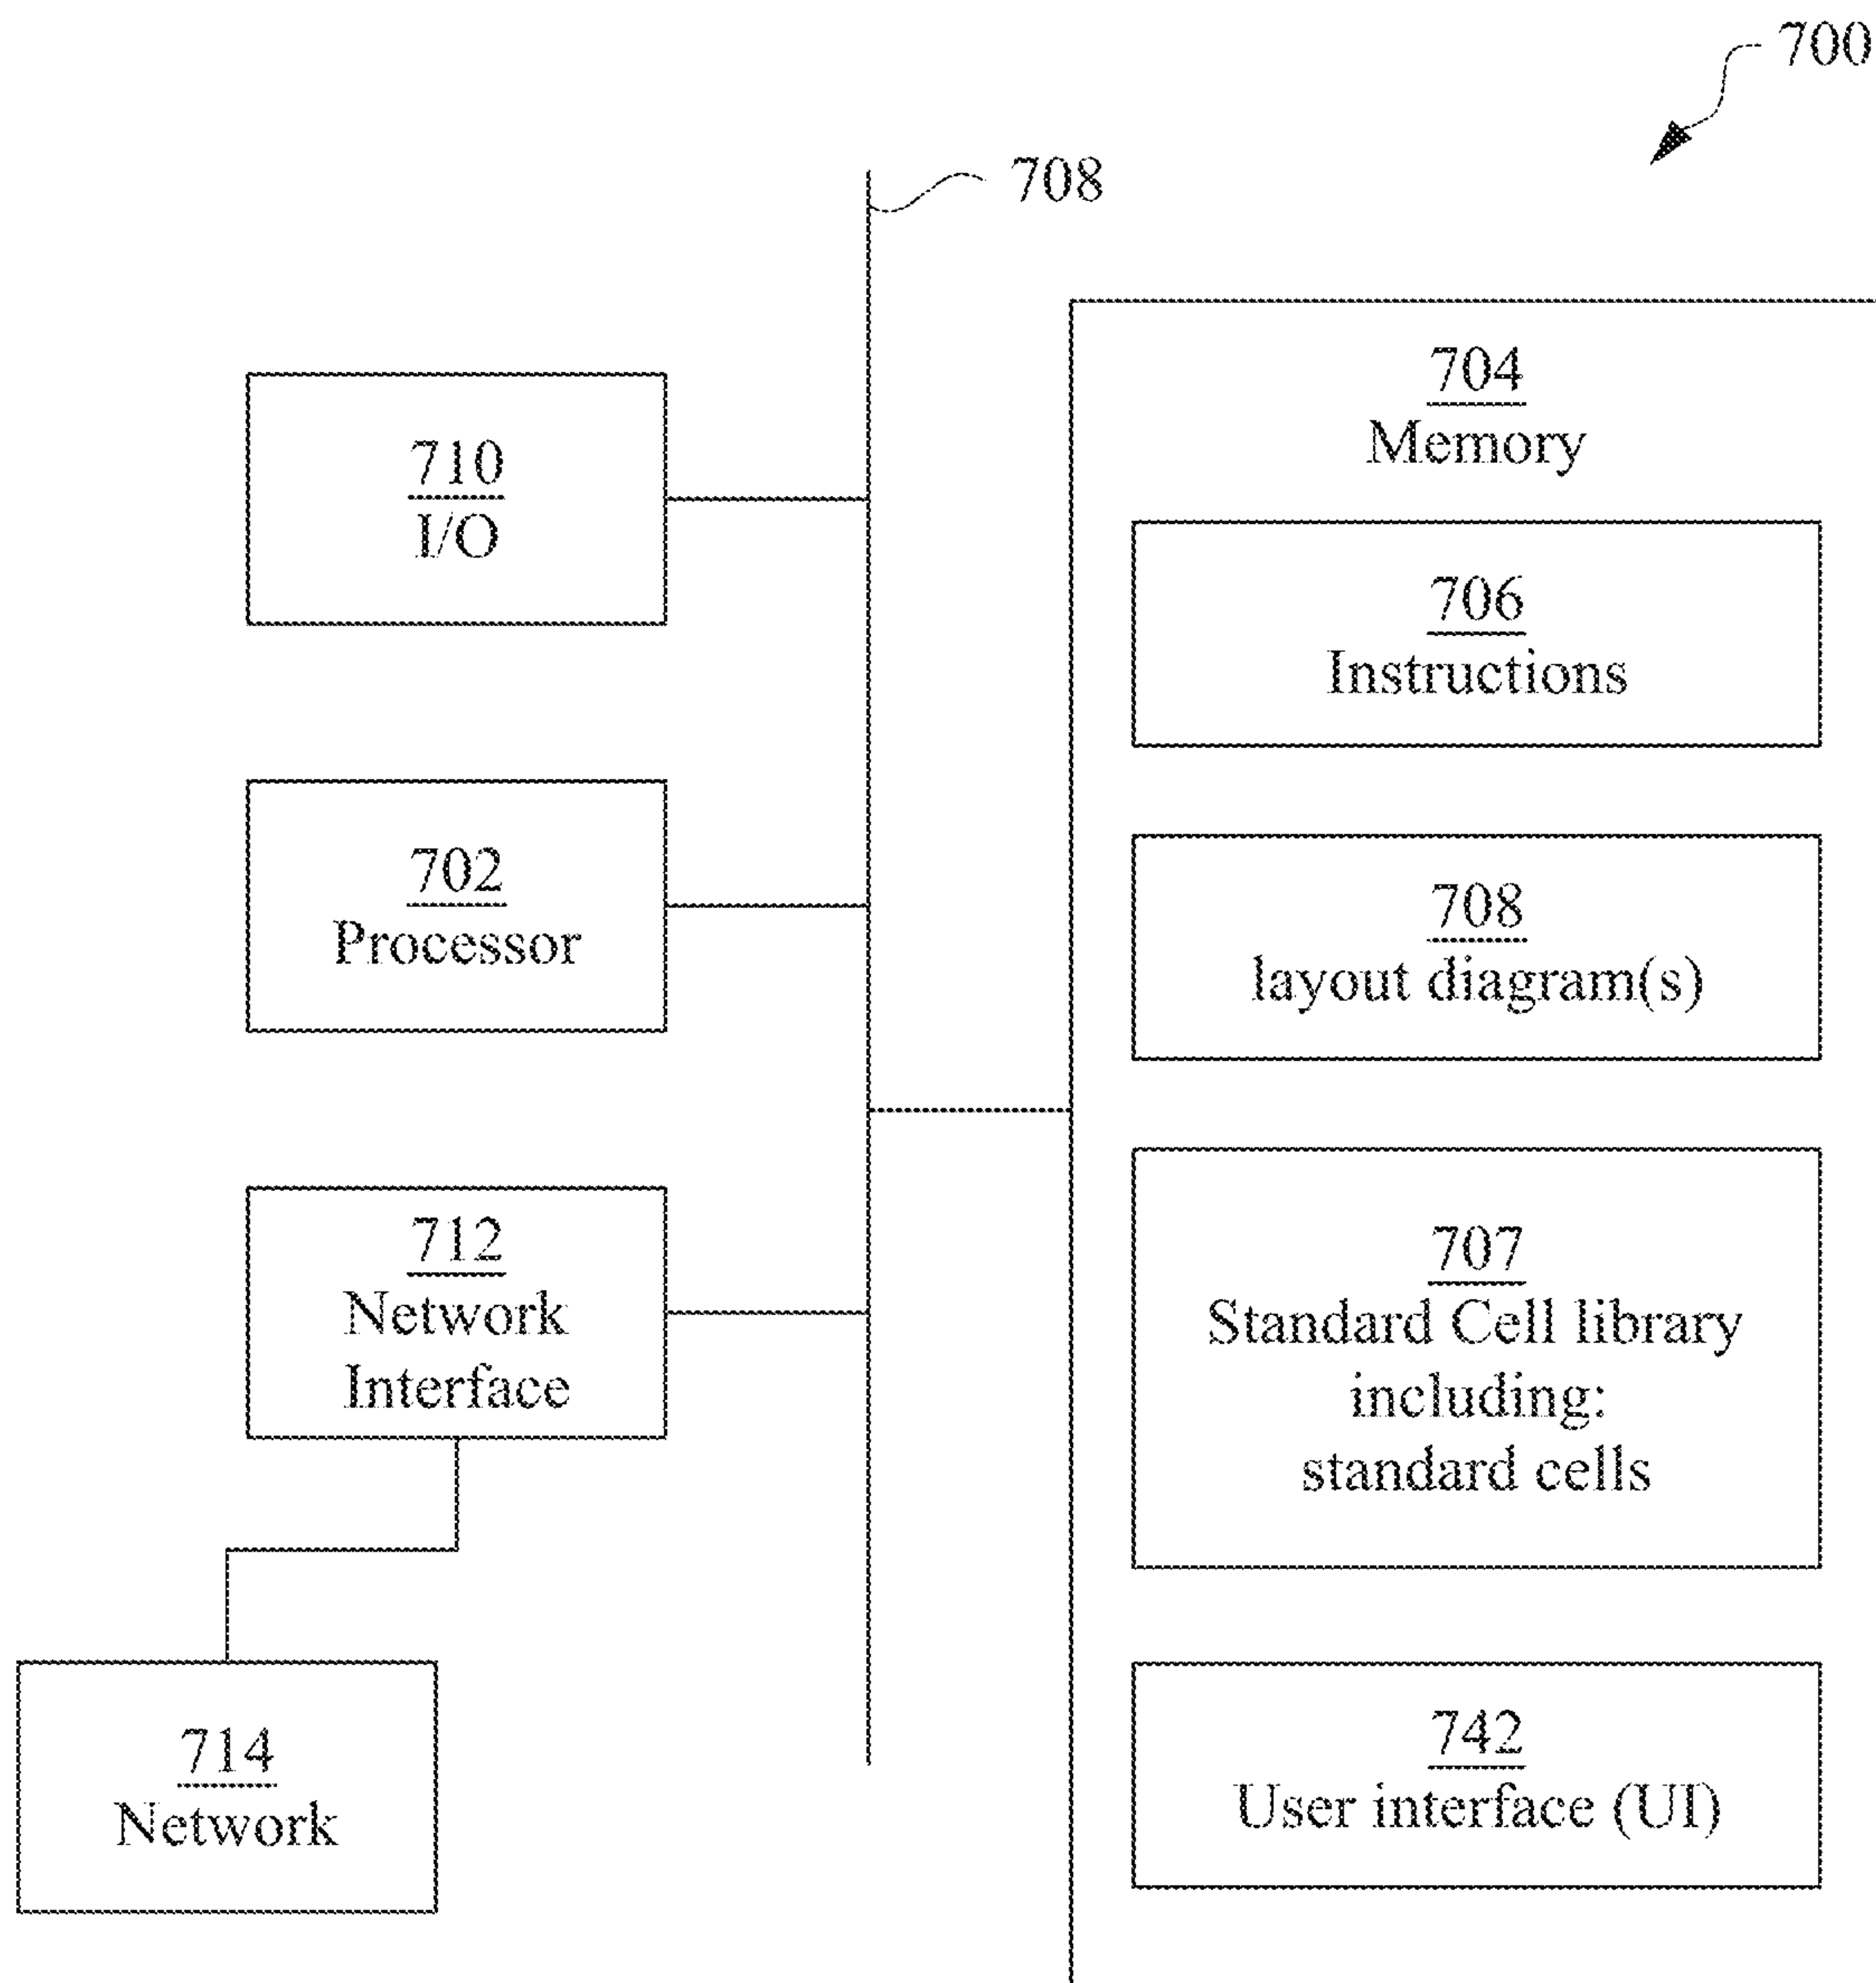 700
708
710
I/O
702
Processor
712
Network
Interface
714
Network
704
Memory
706
Instructions
708
layout diagram(s)
707
Standard Cell library
including:
standard cells
742
User interface (UI)